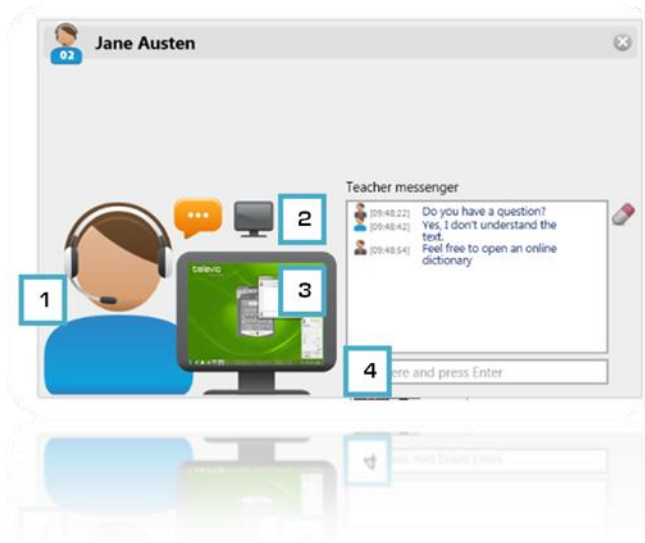 Jane Austen
02
Teacher messenger
[09:48:22] Do you have a question?
[09:48:42] Yes, I don't understand the
text.
[09:48:54] Feel free to open an online
dictionary
2
televic
3
1
4
ere and press Enter